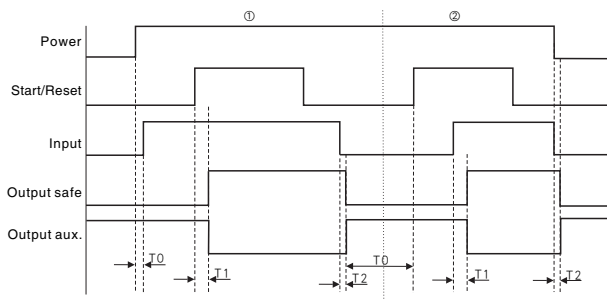 ① ②
Power
Start/Reset
Input
Output safe
Output aux.
T0
T0 T1 T2 T1 T2